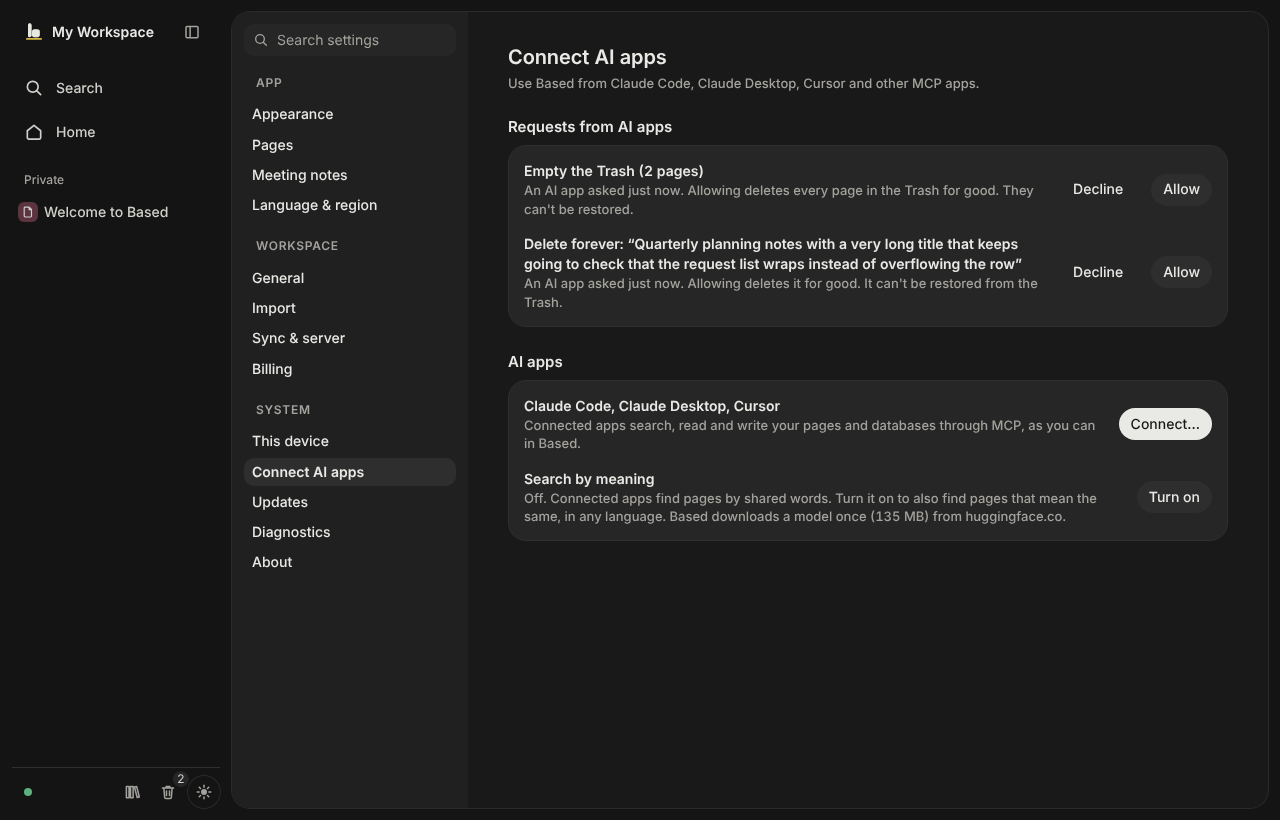 My Workspace
Search
Home
Private
Welcome to Based
2
Search settings
APP
Appearance
Pages
Meeting notes
Language & region
WORKSPACE
General
Import
Sync & server
Billing
SYSTEM
This device
Connect AI apps
Updates
Diagnostics
About
Connect AI apps
Use Based from Claude Code, Claude Desktop, Cursor and other MCP apps.
Requests from AI apps
Empty the Trash (2 pages)
An AI app asked just now. Allowing deletes every page in the Trash for good. They
can't be restored.
Decline
Allow
Delete forever: “Quarterly planning notes with a very long title that keeps
going to check that the request list wraps instead of overflowing the row”
An AI app asked just now. Allowing deletes it for good. It can't be restored from the
Trash.
Decline
Allow
AI apps
Claude Code, Claude Desktop, Cursor
Connected apps search, read and write your pages and databases through MCP, as you can
in Based.
Connect...
Search by meaning
Off. Connected apps find pages by shared words. Turn it on to also find pages that mean the
same, in any language. Based downloads a model once (135 MB) from huggingface.co.
Turn on